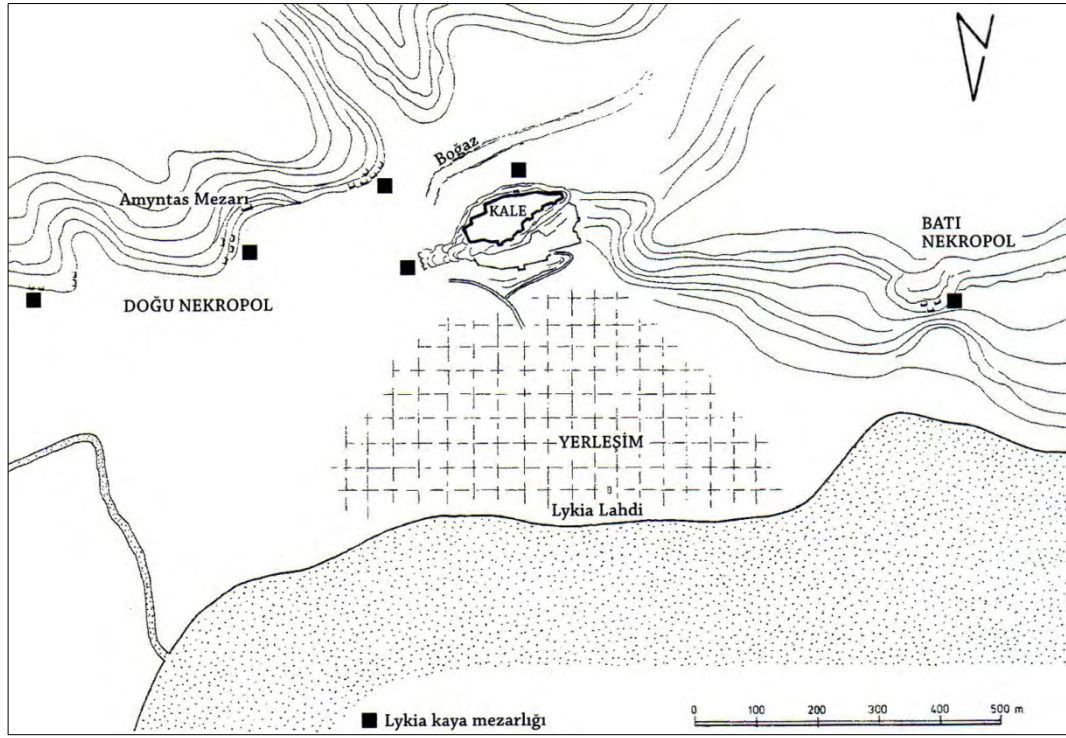 Boğaz
Amyntas Mezarı
KALE
BATI
NEKROPOL
DOĞU NEKROPOL
YERLEŞİM
Lykia Lahdi
Lykia kaya mezarlığı
0 100 200 300 400 500 m
N